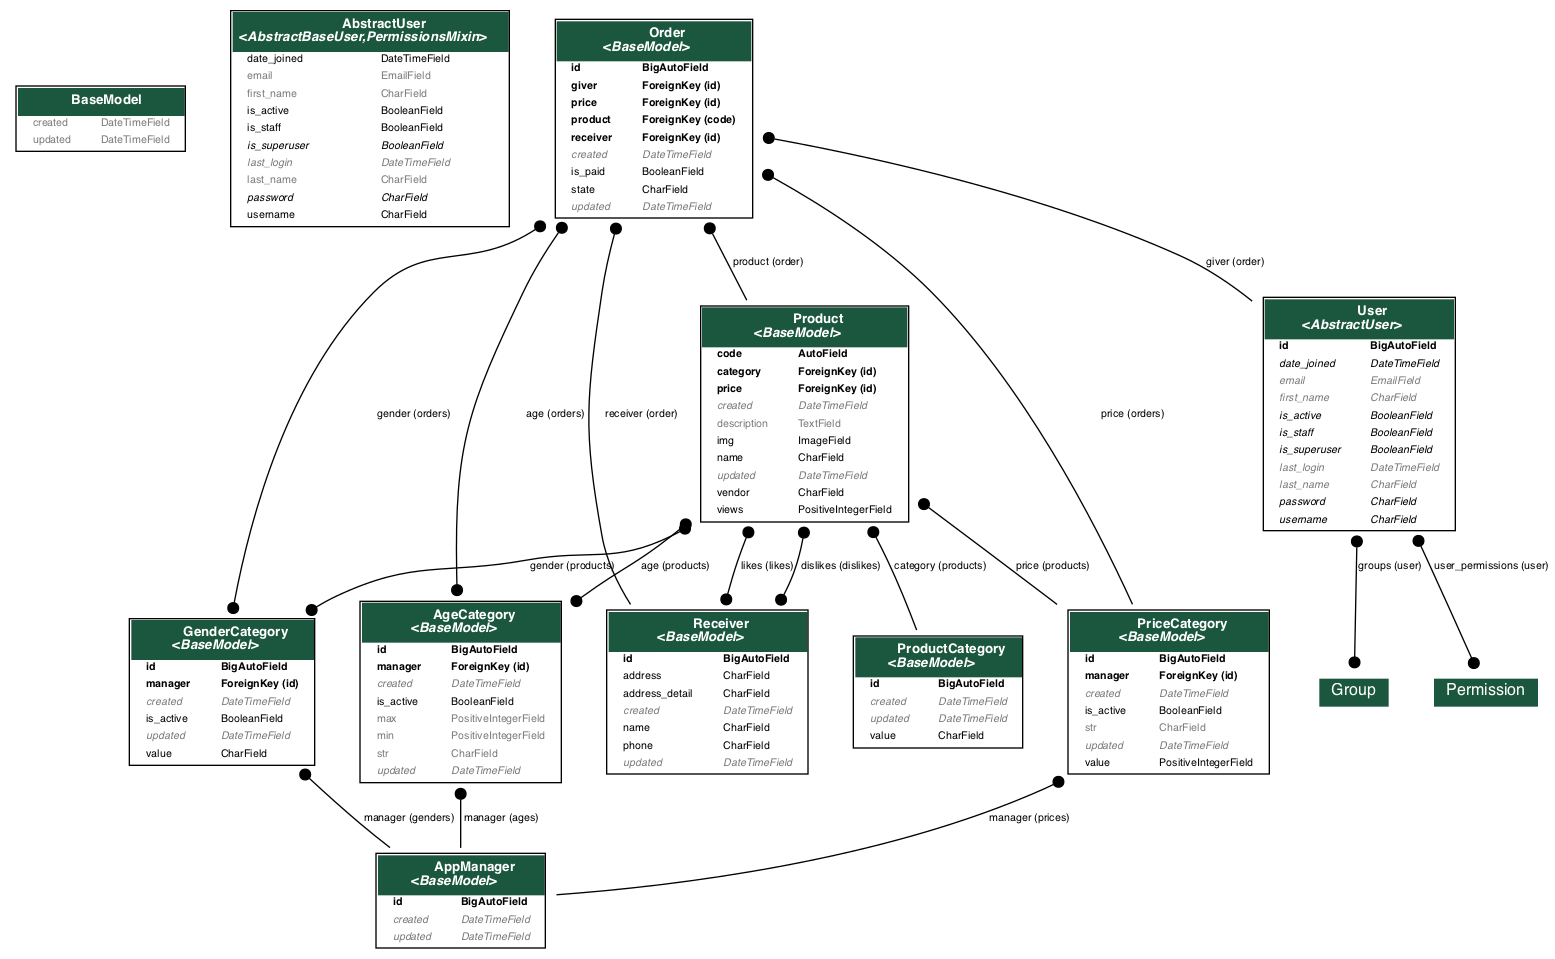 BaseModel
created DateTimeField
updated DateTimeField
AbstractUser
<AbstractBaseUser,PermissionsMixin>
date_joined DateTimeField
email EmailField
first_name CharField
is_active BooleanField
is_staff BooleanField
is_superuser BooleanField
last_login DateTimeField
last_name CharField
password CharField
username CharField
Order
<BaseModel>
id BigAutoField
giver ForeignKey (id)
price ForeignKey (id)
product ForeignKey (code)
receiver ForeignKey (id)
created DateTimeField
is_paid BooleanField
state CharField
updated DateTimeField
product (order)
giver (order)
gender (orders)
age (orders)
receiver (order)
price (orders)
Product
<BaseModel>
code AutoField
category ForeignKey (id)
price ForeignKey (id)
created DateTimeField
description TextField
img ImageField
name CharField
updated DateTimeField
vendor CharField
views PositiveIntegerField
User
<AbstractUser>
id BigAutoField
date_joined DateTimeField
email EmailField
first_name CharField
is_active BooleanField
is_staff BooleanField
is_superuser BooleanField
last_login DateTimeField
last_name CharField
password CharField
username CharField
gender (products)
age (products)
likes (likes)
dislikes (dislikes)
category (products)
price (products)
groups (user)
user_permissions (user)
GenderCategory
<BaseModel>
id BigAutoField
manager ForeignKey (id)
created DateTimeField
is_active BooleanField
updated DateTimeField
value CharField
AgeCategory
<BaseModel>
id BigAutoField
manager ForeignKey (id)
created DateTimeField
is_active BooleanField
max PositiveIntegerField
min PositiveIntegerField
str CharField
updated DateTimeField
Receiver
<BaseModel>
id BigAutoField
address CharField
address_detail CharField
created DateTimeField
name CharField
phone CharField
updated DateTimeField
ProductCategory
<BaseModel>
id BigAutoField
created DateTimeField
updated DateTimeField
value CharField
PriceCategory
<BaseModel>
id BigAutoField
manager ForeignKey (id)
created DateTimeField
is_active BooleanField
str CharField
updated DateTimeField
value PositiveIntegerField
Group
Permission
manager (genders)
manager (ages)
manager (prices)
AppManager
<BaseModel>
id BigAutoField
created DateTimeField
updated DateTimeField